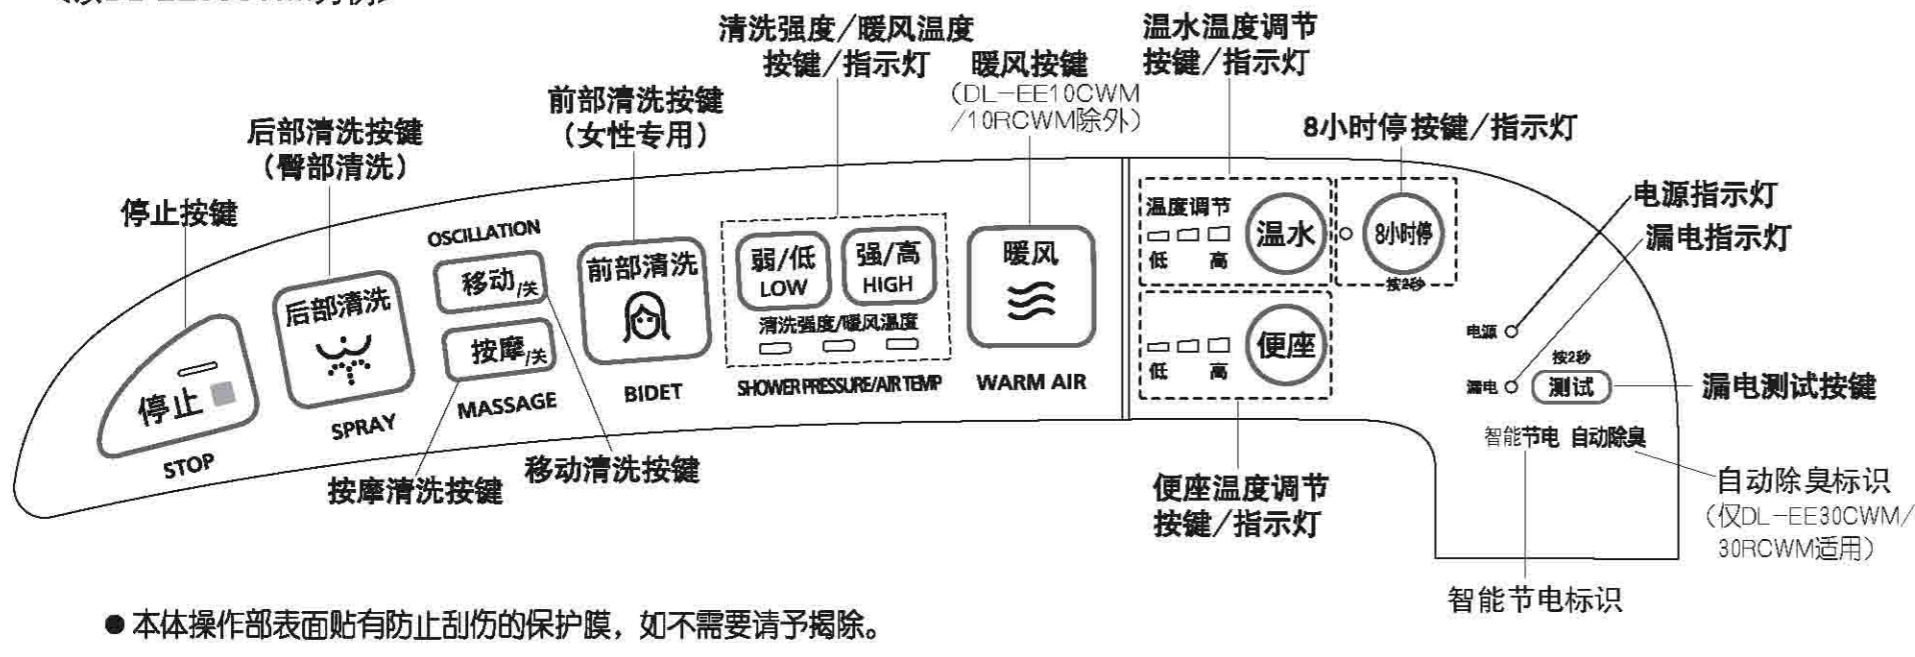 清洗强度/暖风温度
按键/指示灯
温水温度调节
按键/指示灯
暖风按键
(DL-EE10CWM
/10RCWM除外)
前部清洗按键
(女性专用)
后部清洗按键
(臀部清洗)
8小时停按键/指示灯
停止按键
电源指示灯
漏电指示灯
停止
STOP
后部清洗
SPRAY
OSCILLATION
移动/关
按摩/关
MASSAGE
前部清洗
BIDET
弱/低
LOW
强/高
HIGH
清洗强度/暖风温度
SHOWER PRESSURE/AIR TEMP
暖风
WARM AIR
温度调节
低 高
温水
8小时停
按2秒
低 高
便座
电源
按2秒
漏电
测试
漏电测试按键
智能节电 自动除臭
按摩清洗按键
移动清洗按键
便座温度调节
按键/指示灯
自动除臭标识
(仅DL-EE30CWM/
30RCWM适用)
智能节电标识
●本体操作部表面贴有防止刮伤的保护膜，如不需要请予揭除。